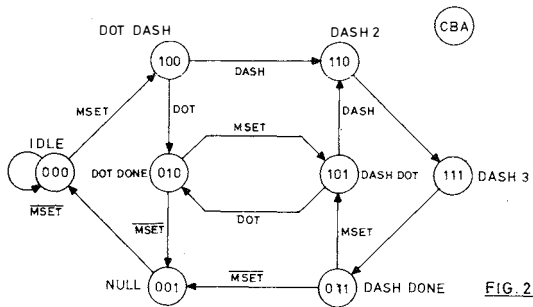 DOT DASH
DASH 2
CBA
100
DASH
110
MSET
DOT
MSET
DASH
IDLE
000
DOT DONE
010
101
DASH DOT
111
DASH 3
MSET
MSET
DOT
MSET
NULL
001
MSET
011
DASH DONE
FIG. 2